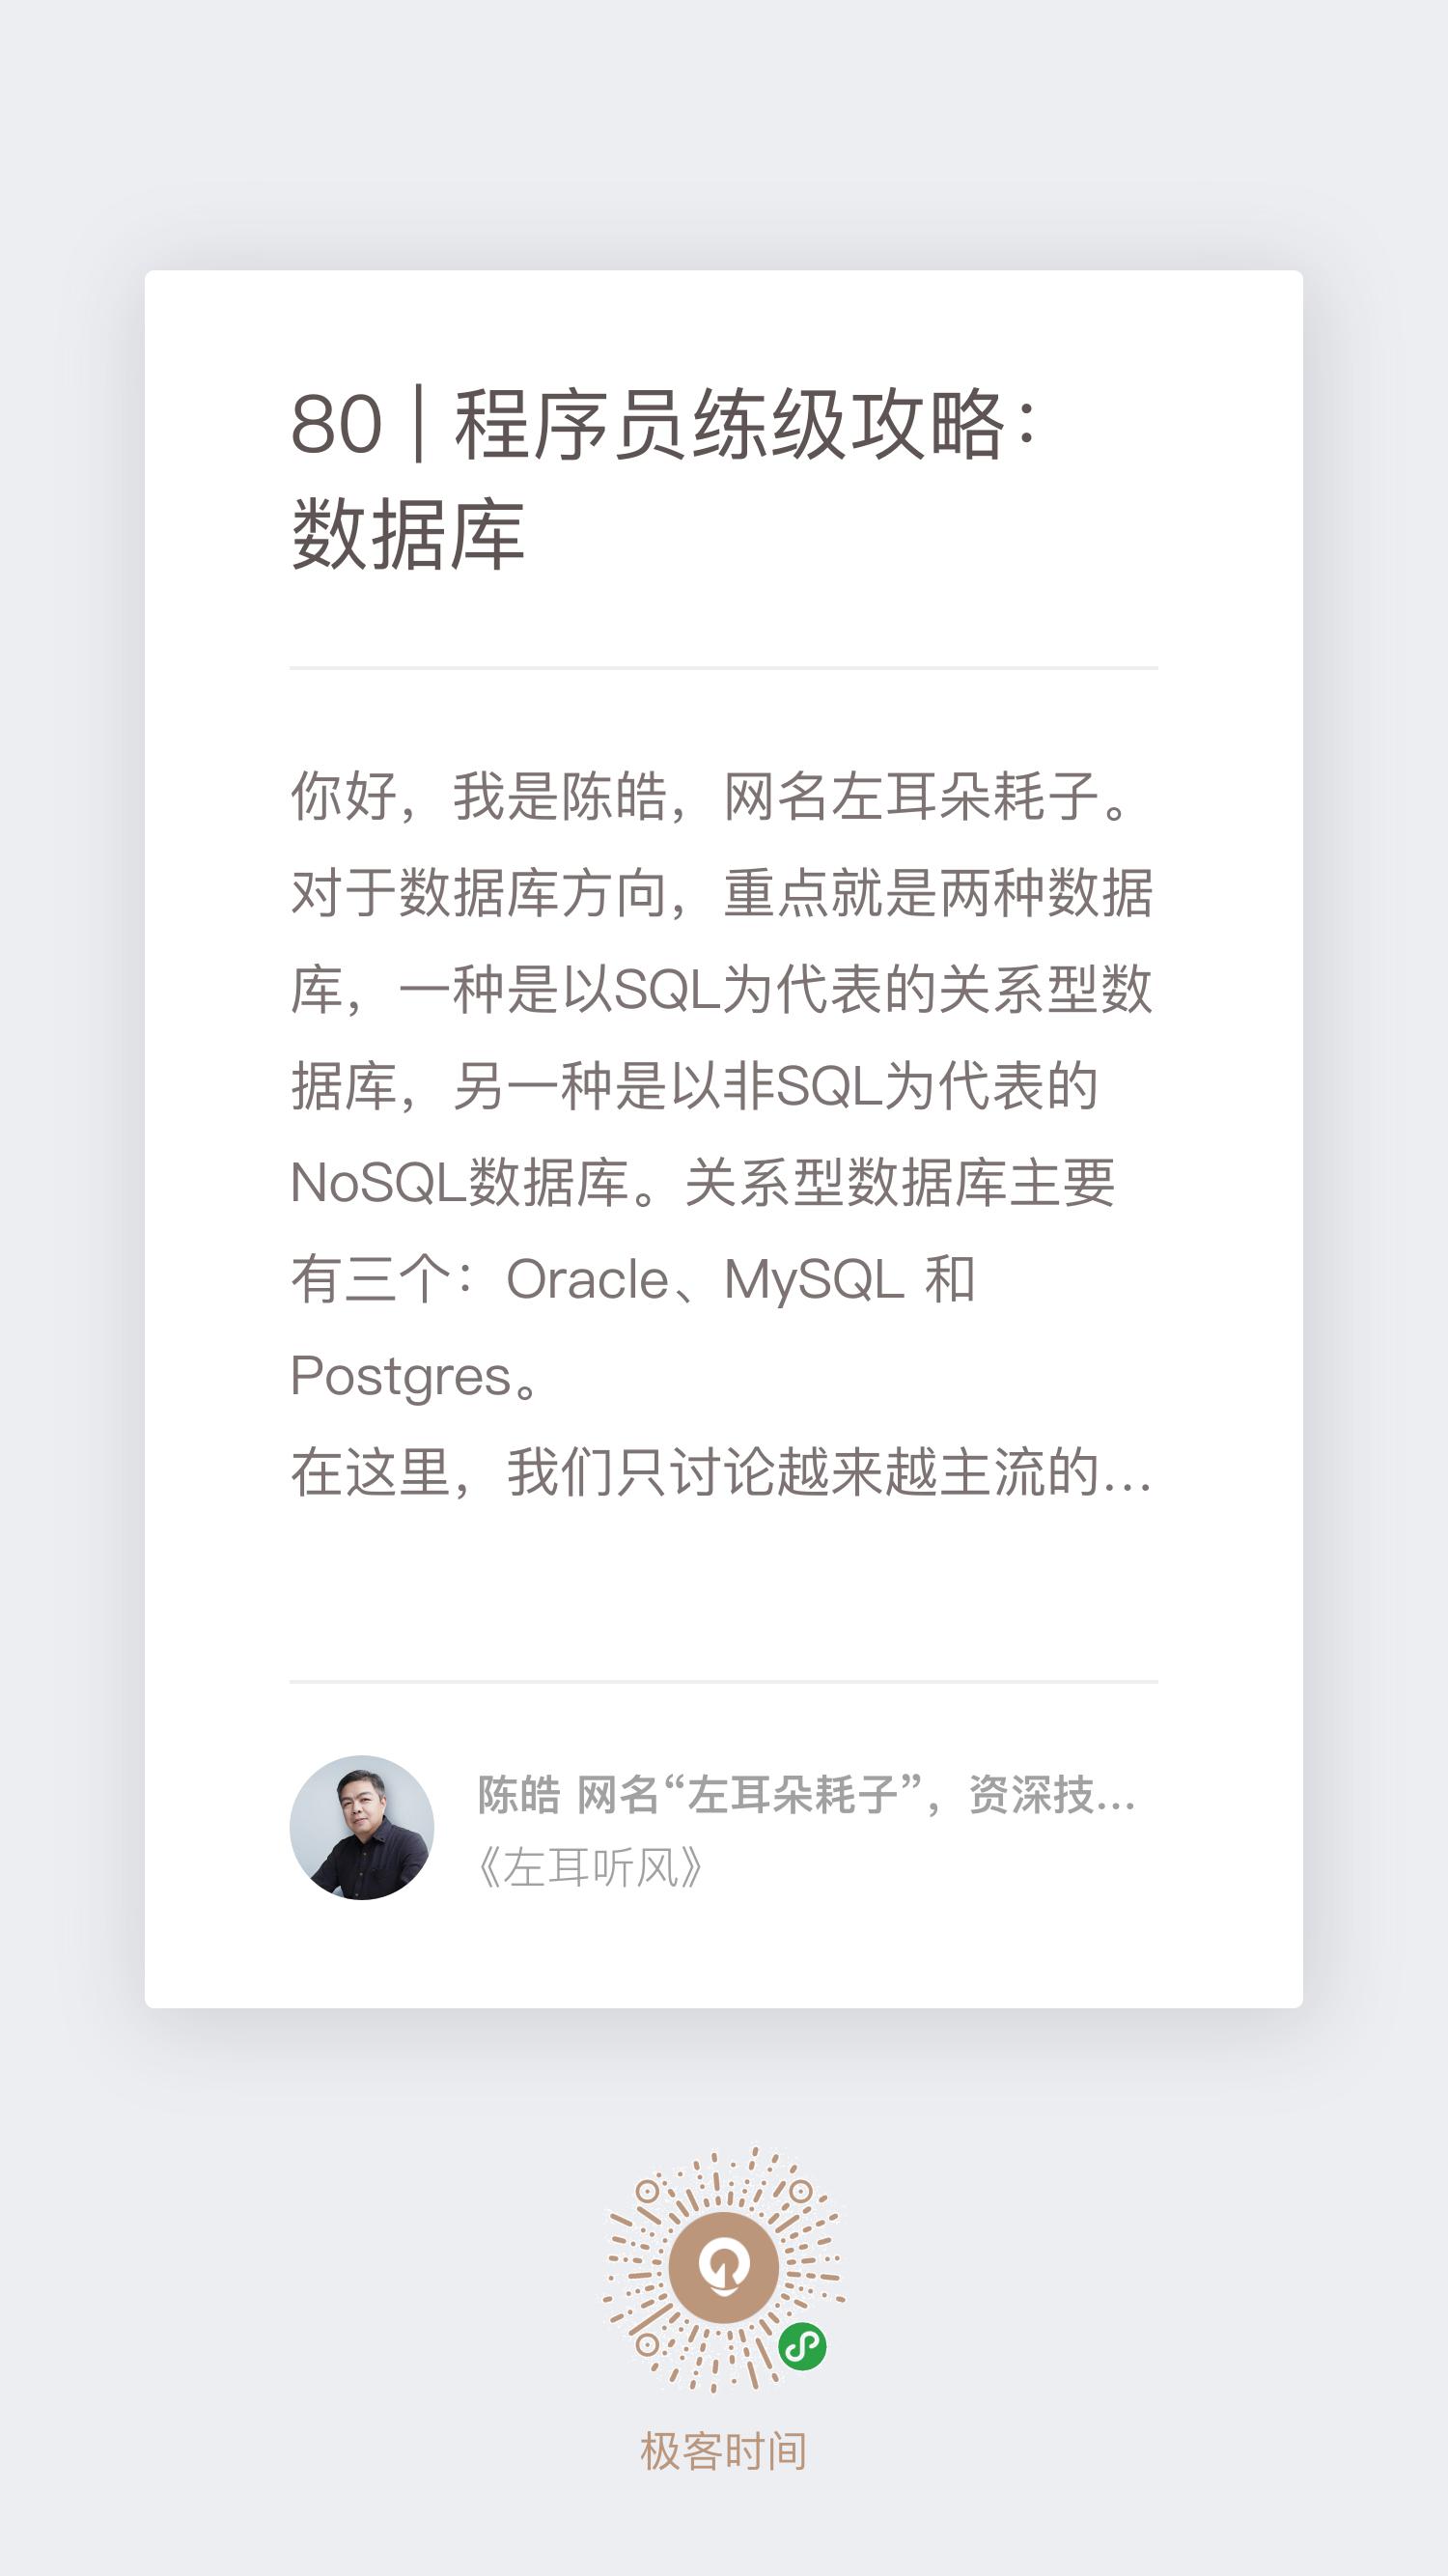 80 | 程序员练级攻略：
数据库
你好，我是陈皓，网名左耳朵耗子。
对于数据库方向，重点就是两种数据
库，一种是以SQL为代表的关系型数
据库，另一种是以非SQL为代表的
NoSQL数据库。关系型数据库主要
有三个：Oracle、MySQL 和
Postgres。
在这里，我们只讨论越来越主流的...
陈皓 网名“左耳朵耗子”，资深技...
《左耳听风》
极客时间